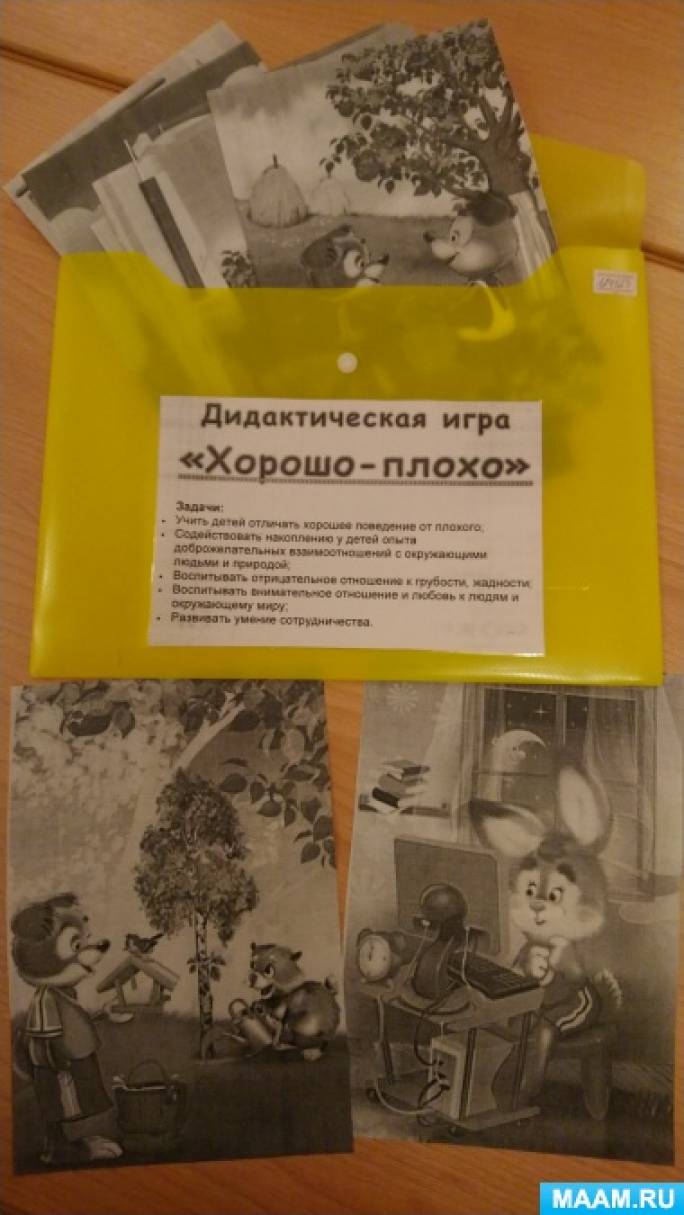 Дидактическая игра
«Хорошо-плохо»
Задачи:
• Учить детей отличать хорошее поведение от плохого;
• Содействовать накоплению у детей опыта
доброжелательных взаимоотношений с окружающими
людьми и природой;
• Воспитывать отрицательное отношение к грубости, жадности;
• Воспитывать внимательное отношение и любовь к людям и
окружающему миру;
• Развивать умение сотрудничества.
MAAM.RU